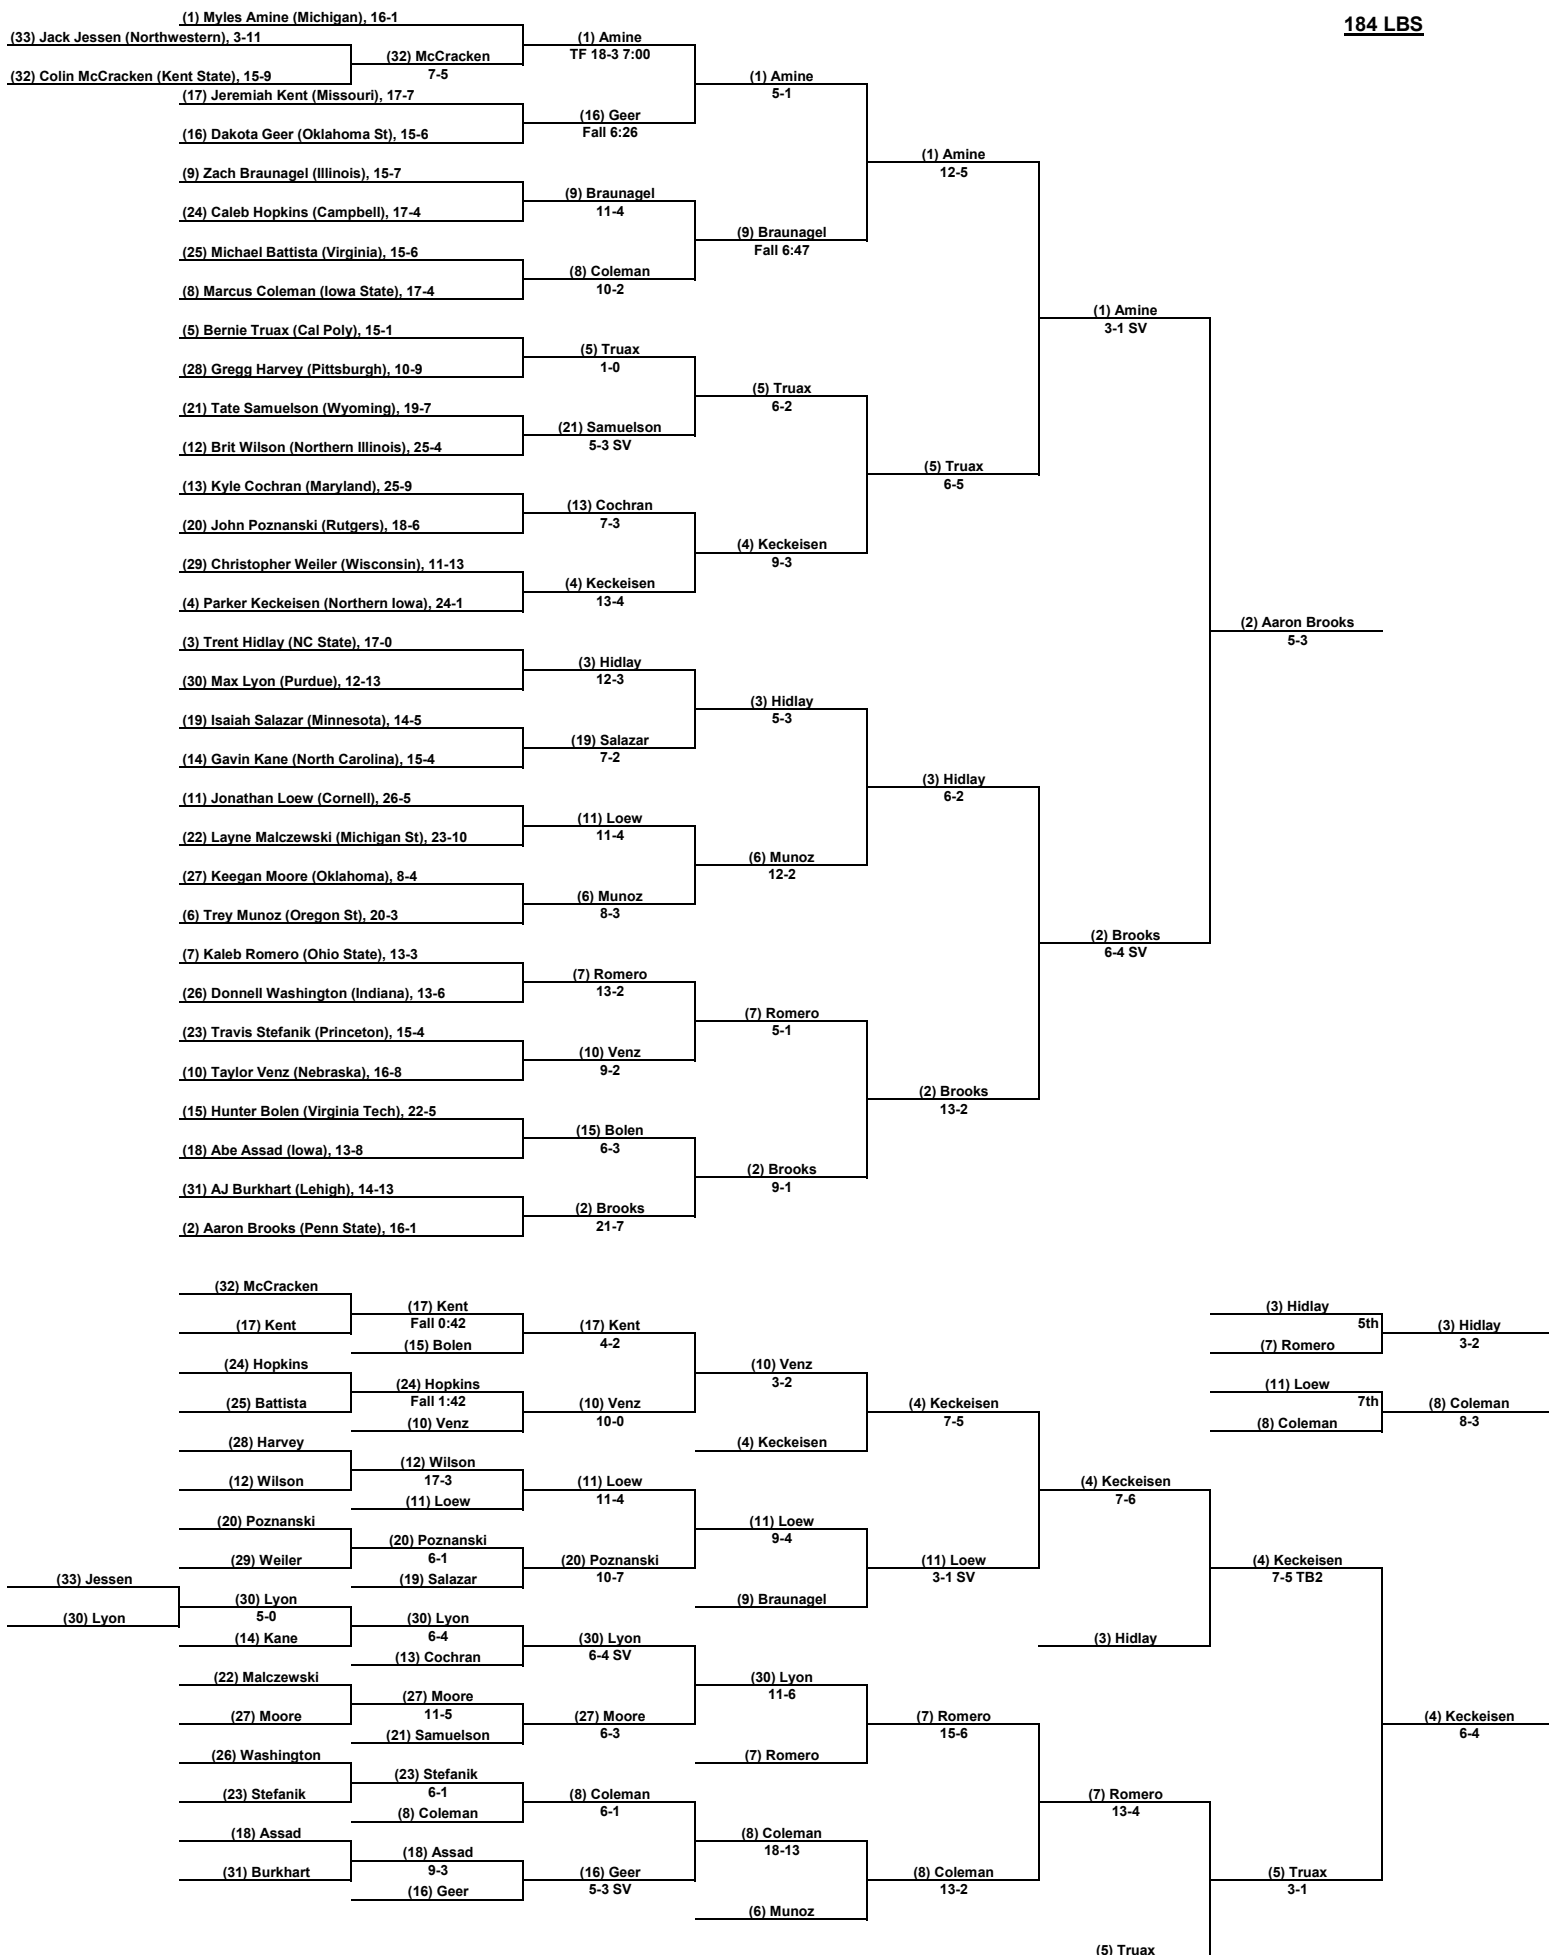 184 LBS
(1) Myles Amine (Michigan), 16-1
(33) Jack Jessen (Northwestern), 3-11
(1) Amine
TF 18-3 7:00
(32) McCracken
7-5
(32) Colin McCracken (Kent State), 15-9
(1) Amine
5-1
(17) Jeremiah Kent (Missouri), 17-7
(16) Geer
Fall 6:26
(16) Dakota Geer (Oklahoma St), 15-6
(1) Amine
12-5
(9) Zach Braunagel (Illinois), 15-7
(9) Braunagel
11-4
(24) Caleb Hopkins (Campbell), 17-4
(9) Braunagel
Fall 6:47
(25) Michael Battista (Virginia), 15-6
(8) Coleman
10-2
(8) Marcus Coleman (Iowa State), 17-4
(1) Amine
3-1 SV
(5) Bernie Truax (Cal Poly), 15-1
(5) Truax
1-0
(28) Gregg Harvey (Pittsburgh), 10-9
(5) Truax
6-2
(21) Tate Samuelson (Wyoming), 19-7
(21) Samuelson
5-3 SV
(12) Brit Wilson (Northern Illinois), 25-4
(5) Truax
6-5
(13) Kyle Cochran (Maryland), 25-9
(13) Cochran
7-3
(20) John Poznanski (Rutgers), 18-6
(4) Keckeisen
9-3
(29) Christopher Weiler (Wisconsin), 11-13
(4) Keckeisen
13-4
(4) Parker Keckeisen (Northern Iowa), 24-1
(2) Aaron Brooks
5-3
(3) Trent Hidlay (NC State), 17-0
(3) Hidlay
12-3
(30) Max Lyon (Purdue), 12-13
(3) Hidlay
5-3
(19) Isaiah Salazar (Minnesota), 14-5
(19) Salazar
7-2
(14) Gavin Kane (North Carolina), 15-4
(3) Hidlay
6-2
(11) Jonathan Loew (Cornell), 26-5
(11) Loew
11-4
(22) Layne Malczewski (Michigan St), 23-10
(6) Munoz
12-2
(27) Keegan Moore (Oklahoma), 8-4
(6) Munoz
8-3
(6) Trey Munoz (Oregon St), 20-3
(2) Brooks
6-4 SV
(7) Kaleb Romero (Ohio State), 13-3
(7) Romero
13-2
(26) Donnell Washington (Indiana), 13-6
(7) Romero
5-1
(23) Travis Stefanik (Princeton), 15-4
(10) Venz
9-2
(10) Taylor Venz (Nebraska), 16-8
(2) Brooks
13-2
(15) Hunter Bolen (Virginia Tech), 22-5
(15) Bolen
6-3
(18) Abe Assad (Iowa), 13-8
(2) Brooks
9-1
(31) AJ Burkhart (Lehigh), 14-13
(2) Brooks
21-7
(2) Aaron Brooks (Penn State), 16-1
(32) McCracken
(17) Kent
Fall 0:42
(3) Hidlay
(17) Kent
(17) Kent
4-2
5th
(3) Hidlay
3-2
(15) Bolen
(7) Romero
(24) Hopkins
(10) Venz
3-2
(24) Hopkins
Fall 1:42
(11) Loew
(25) Battista
(10) Venz
10-0
(4) Keckeisen
7-5
7th
(8) Coleman
8-3
(10) Venz
(8) Coleman
(28) Harvey
(4) Keckeisen
(12) Wilson
17-3
(12) Wilson
(11) Loew
11-4
(4) Keckeisen
7-6
(11) Loew
(20) Poznanski
(11) Loew
9-4
(20) Poznanski
6-1
(29) Weiler
(20) Poznanski
10-7
(11) Loew
3-1 SV
(4) Keckeisen
7-5 TB2
(33) Jessen
(19) Salazar
(30) Lyon
5-0
(9) Braunagel
(30) Lyon
(30) Lyon
6-4
(14) Kane
(30) Lyon
6-4 SV
(3) Hidlay
(13) Cochran
(22) Malczewski
(30) Lyon
11-6
(27) Moore
11-5
(27) Moore
(27) Moore
6-3
(7) Romero
15-6
(4) Keckeisen
6-4
(21) Samuelson
(26) Washington
(7) Romero
(23) Stefanik
6-1
(23) Stefanik
(8) Coleman
6-1
(7) Romero
13-4
(8) Coleman
(18) Assad
(8) Coleman
18-13
(18) Assad
9-3
(31) Burkhart
(16) Geer
5-3 SV
(8) Coleman
13-2
(5) Truax
3-1
(16) Geer
(6) Munoz
(5) Truax